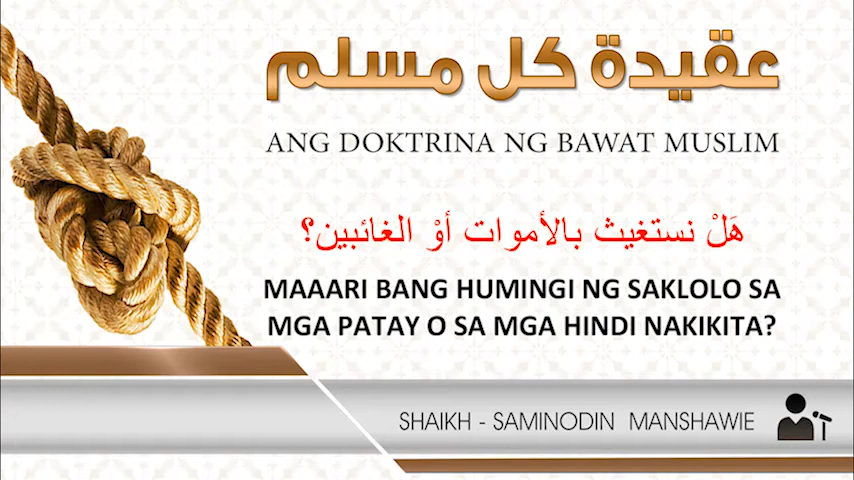 عقيدة كل مسلم
ANG DOKTRINA NG BAWAT MUSLIM
هَلْ نستغيث بالأموات أوْ الغائبين؟
MAAARI BANG HUMINGI NG SAKLOLO SA
MGA PATAY O SA MGA HINDI NAKIKITA?
SHAIKH - SAMINODIN MANSHAWIE